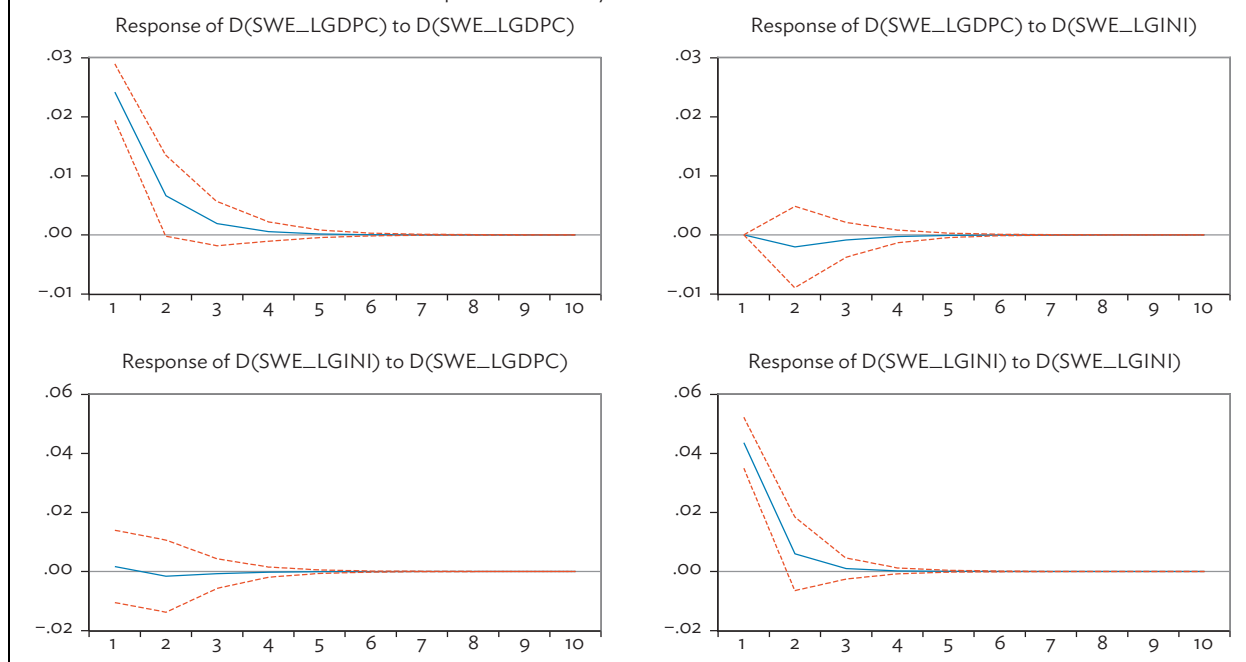 Response of D(SWE_LGDPC) to D(SWE_LGDPC)
.03
.02
.01
.00
–.01
1 2 3 4 5 6 7 8 9 10
Response of D(SWE_LGDPC) to D(SWE_LGINI)
.03
.02
.01
.00
–.01
1 2 3 4 5 6 7 8 9 10
Response of D(SWE_LGINI) to D(SWE_LGDPC)
.06
.04
.02
.00
–.02
1 2 3 4 5 6 7 8 9 10
Response of D(SWE_LGINI) to D(SWE_LGINI)
.06
.04
.02
.00
–.02
1 2 3 4 5 6 7 8 9 10